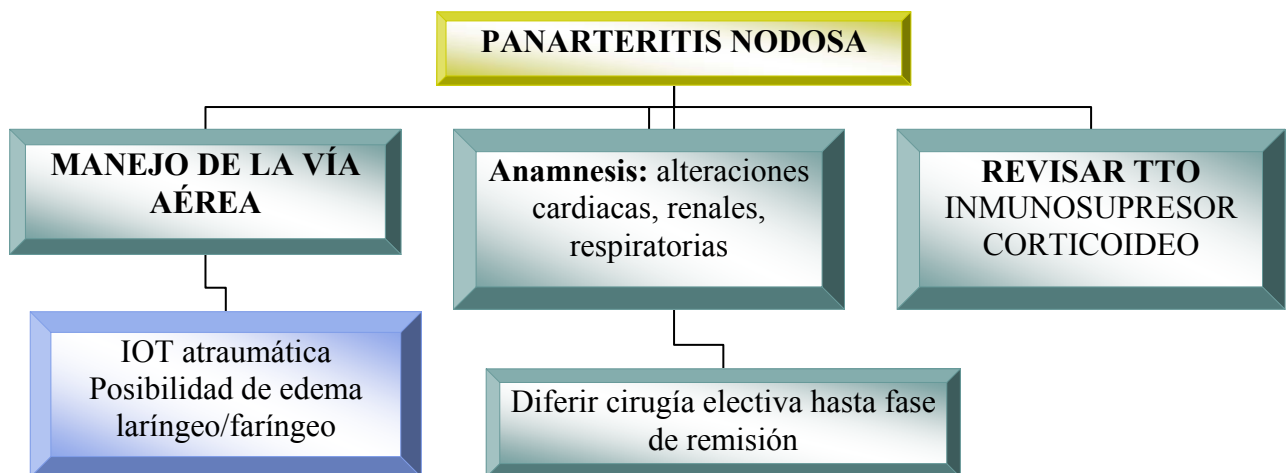 PANARTERITIS NODOSA
MANEJO DE LA VÍA
AÉREA
Anamnesis: alteraciones
cardiacas, renales,
respiratorias
REVISAR TTO
INMUNOSUPRESOR
CORTICOIDEO
IOT atraumática
Posibilidad de edema
laríngeo/faríngeo
Diferir cirugía electiva hasta fase
de remisión